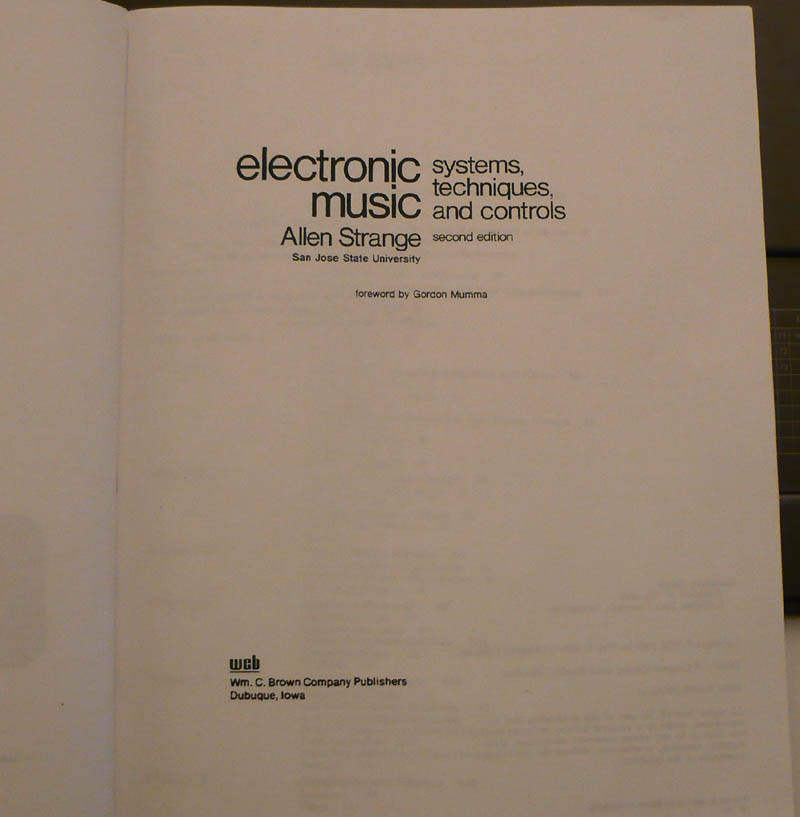 electronic
music
systems,
techniques,
and controls
Allen Strange
second edition
San Jose State University
foreword by Gordon Mumma
wcb
Wm. C. Brown Company Publishers
Dubuque, Iowa